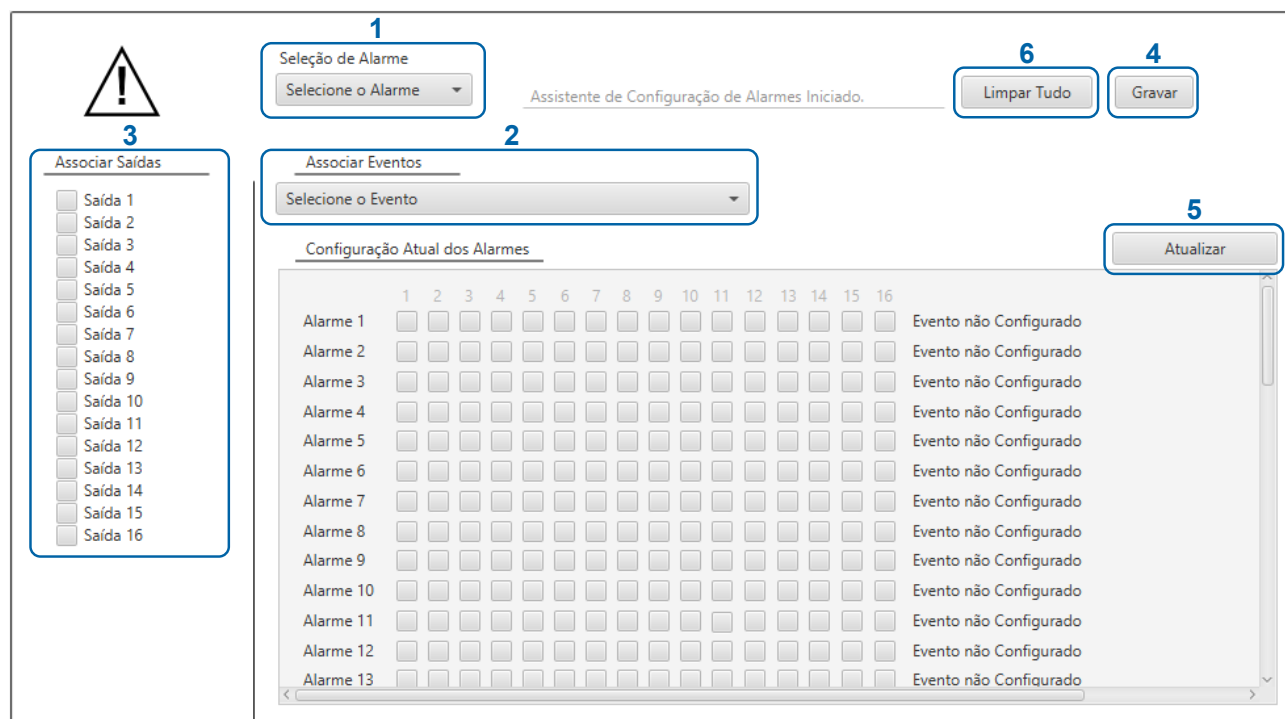 1
Seleção de Alarme
Selecione o Alarme
Assistente de Configuração de Alarmes Iniciado.
6
Limpar Tudo
4
Gravar
3
Associar Saídas
Saída 1
Saída 2
Saída 3
Saída 4
Saída 5
Saída 6
Saída 7
Saída 8
Saída 9
Saída 10
Saída 11
Saída 12
Saída 13
Saída 14
Saída 15
Saída 16
2
Associar Eventos
Selecione o Evento
5
Atualizar
Configuração Atual dos Alarmes
1 2 3 4 5 6 7 8 9 10 11 12 13 14 15 16
Alarme 1 Evento não Configurado
Alarme 2 Evento não Configurado
Alarme 3 Evento não Configurado
Alarme 4 Evento não Configurado
Alarme 5 Evento não Configurado
Alarme 6 Evento não Configurado
Alarme 7 Evento não Configurado
Alarme 8 Evento não Configurado
Alarme 9 Evento não Configurado
Alarme 10 Evento não Configurado
Alarme 11 Evento não Configurado
Alarme 12 Evento não Configurado
Alarme 13 Evento não Configurado